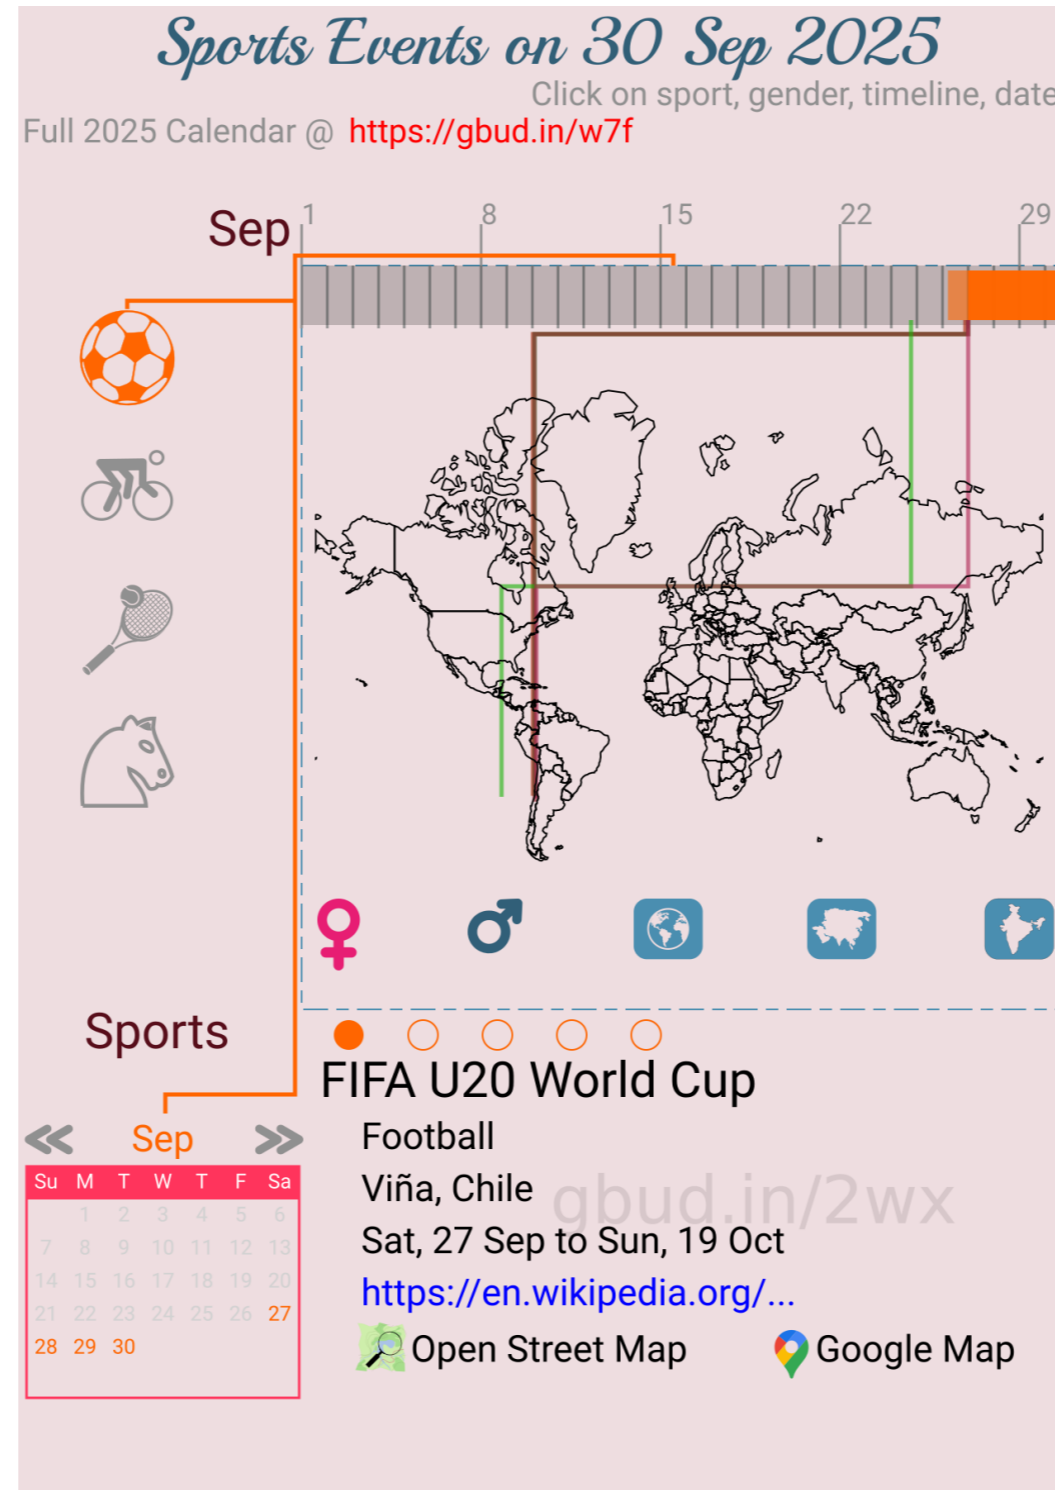 Sports Events on 30 Sep 2025
Click on sport, gender, timeline, date
Full 2025 Calendar @ https://gbud.in/w7f
Sep 1 8 15 22 29
Sports
FIFA U20 World Cup
Football
Viña, Chile
gbud.in/2wx
Sat, 27 Sep to Sun, 19 Oct
https://en.wikipedia.org/...
Open Street Map Google Map
Sep
Su M T W T F Sa
1 2 3 4 5 6
7 8 9 10 11 12 13
14 15 16 17 18 19 20
21 22 23 24 25 26 27
28 29 30